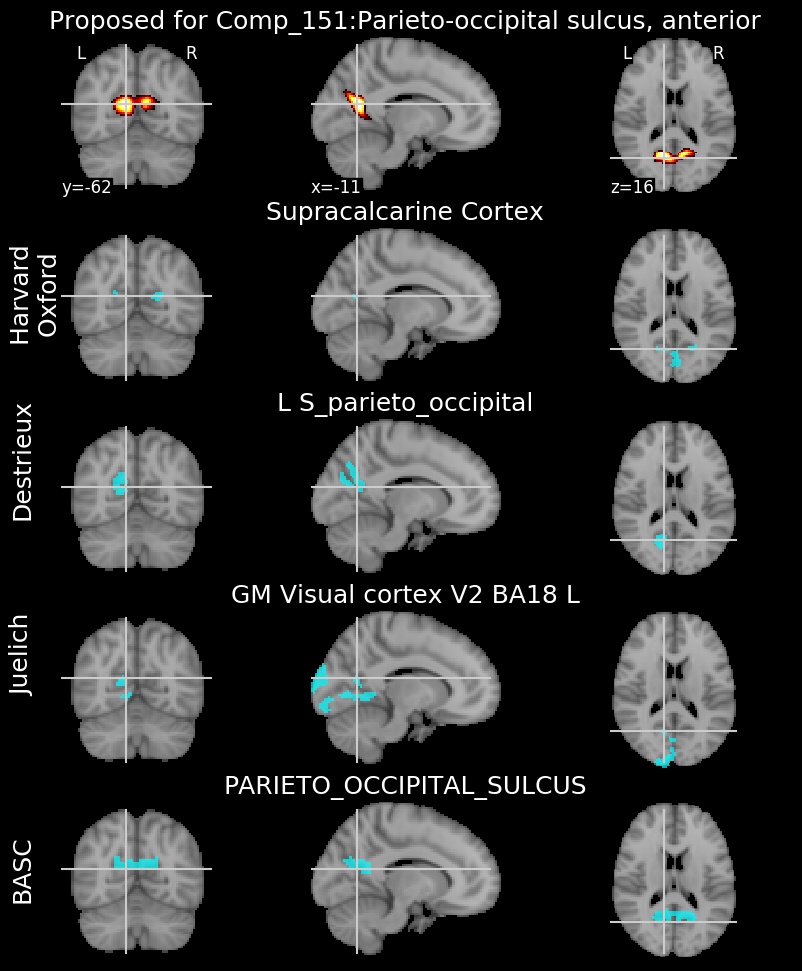 Proposed for Comp_151:Parieto-occipital sulcus, anterior
L R L R
y=-62 x=-11 z=16
Supracalcarine Cortex
Harvard
Oxford
L S_parieto_occipital
Destrieux
GM Visual cortex V2 BA18 L
Juelich
PARIETO_OCCIPITAL_SULCUS
BASC